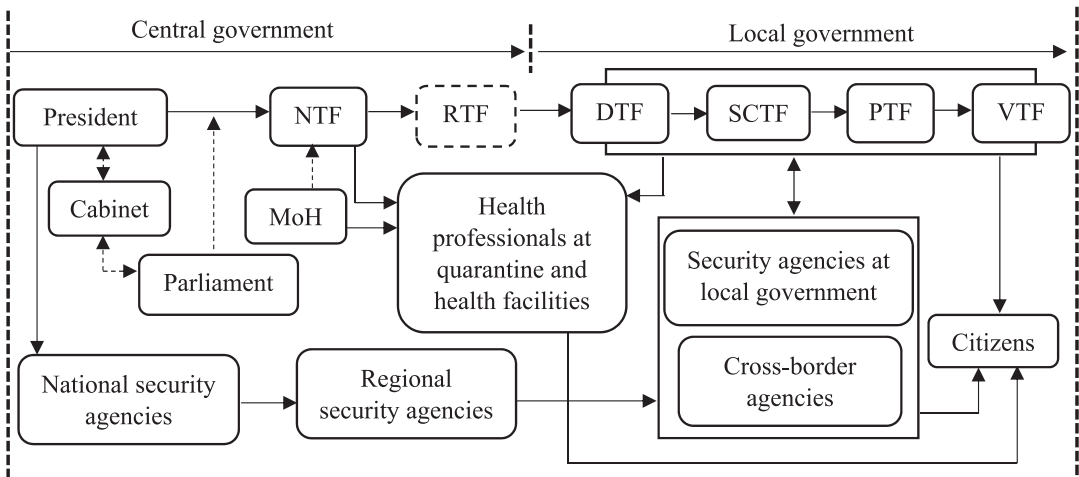 Central government
Local government
President
NTF
RTF
DTF
SCTF
PTF
VTF
Cabinet
MoH
Parliament
Health
professionals at
quarantine and
health facilities
Security agencies at
local government
Cross-border
agencies
Citizens
National security
agencies
Regional
security agencies